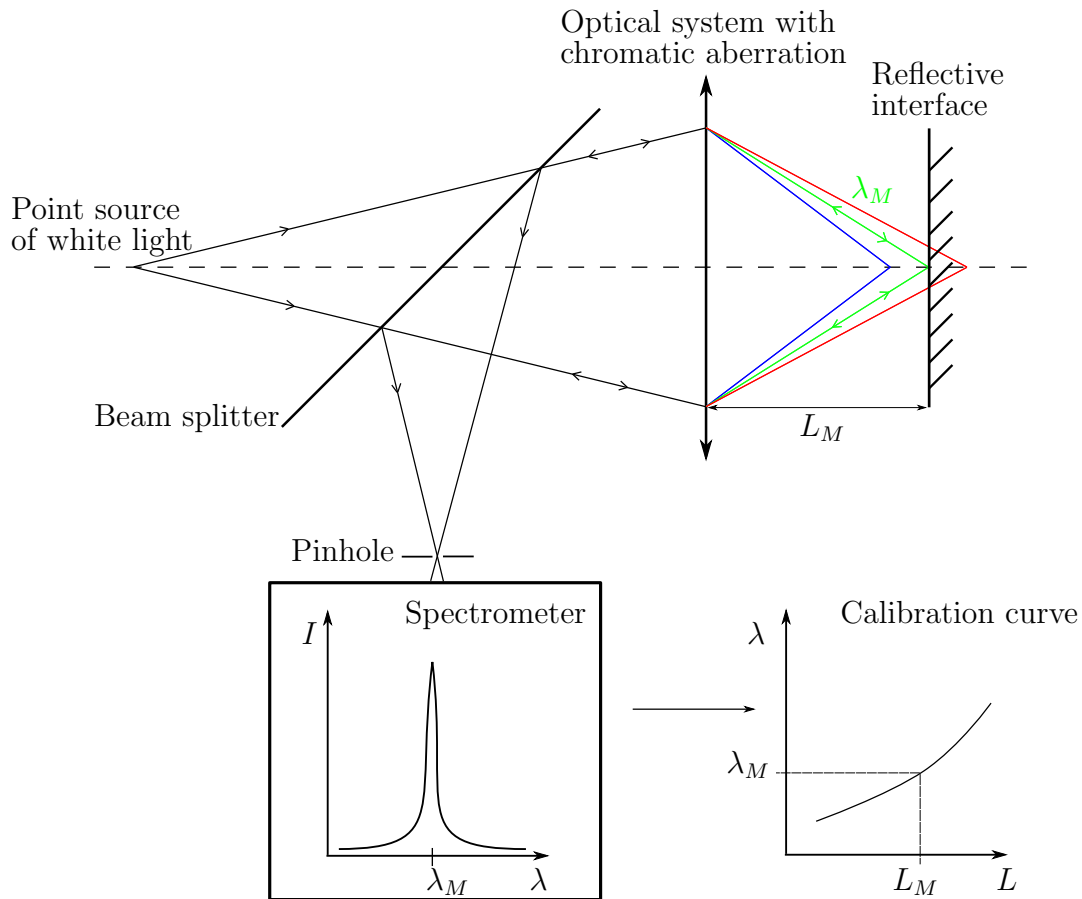 Optical system with
chromatic aberration
Reflective
interface
λ_M
Point source
of white light
Beam splitter
L_M
Pinhole
Spectrometer
I
λ_M
λ
Calibration curve
λ
λ_M
L_M
L